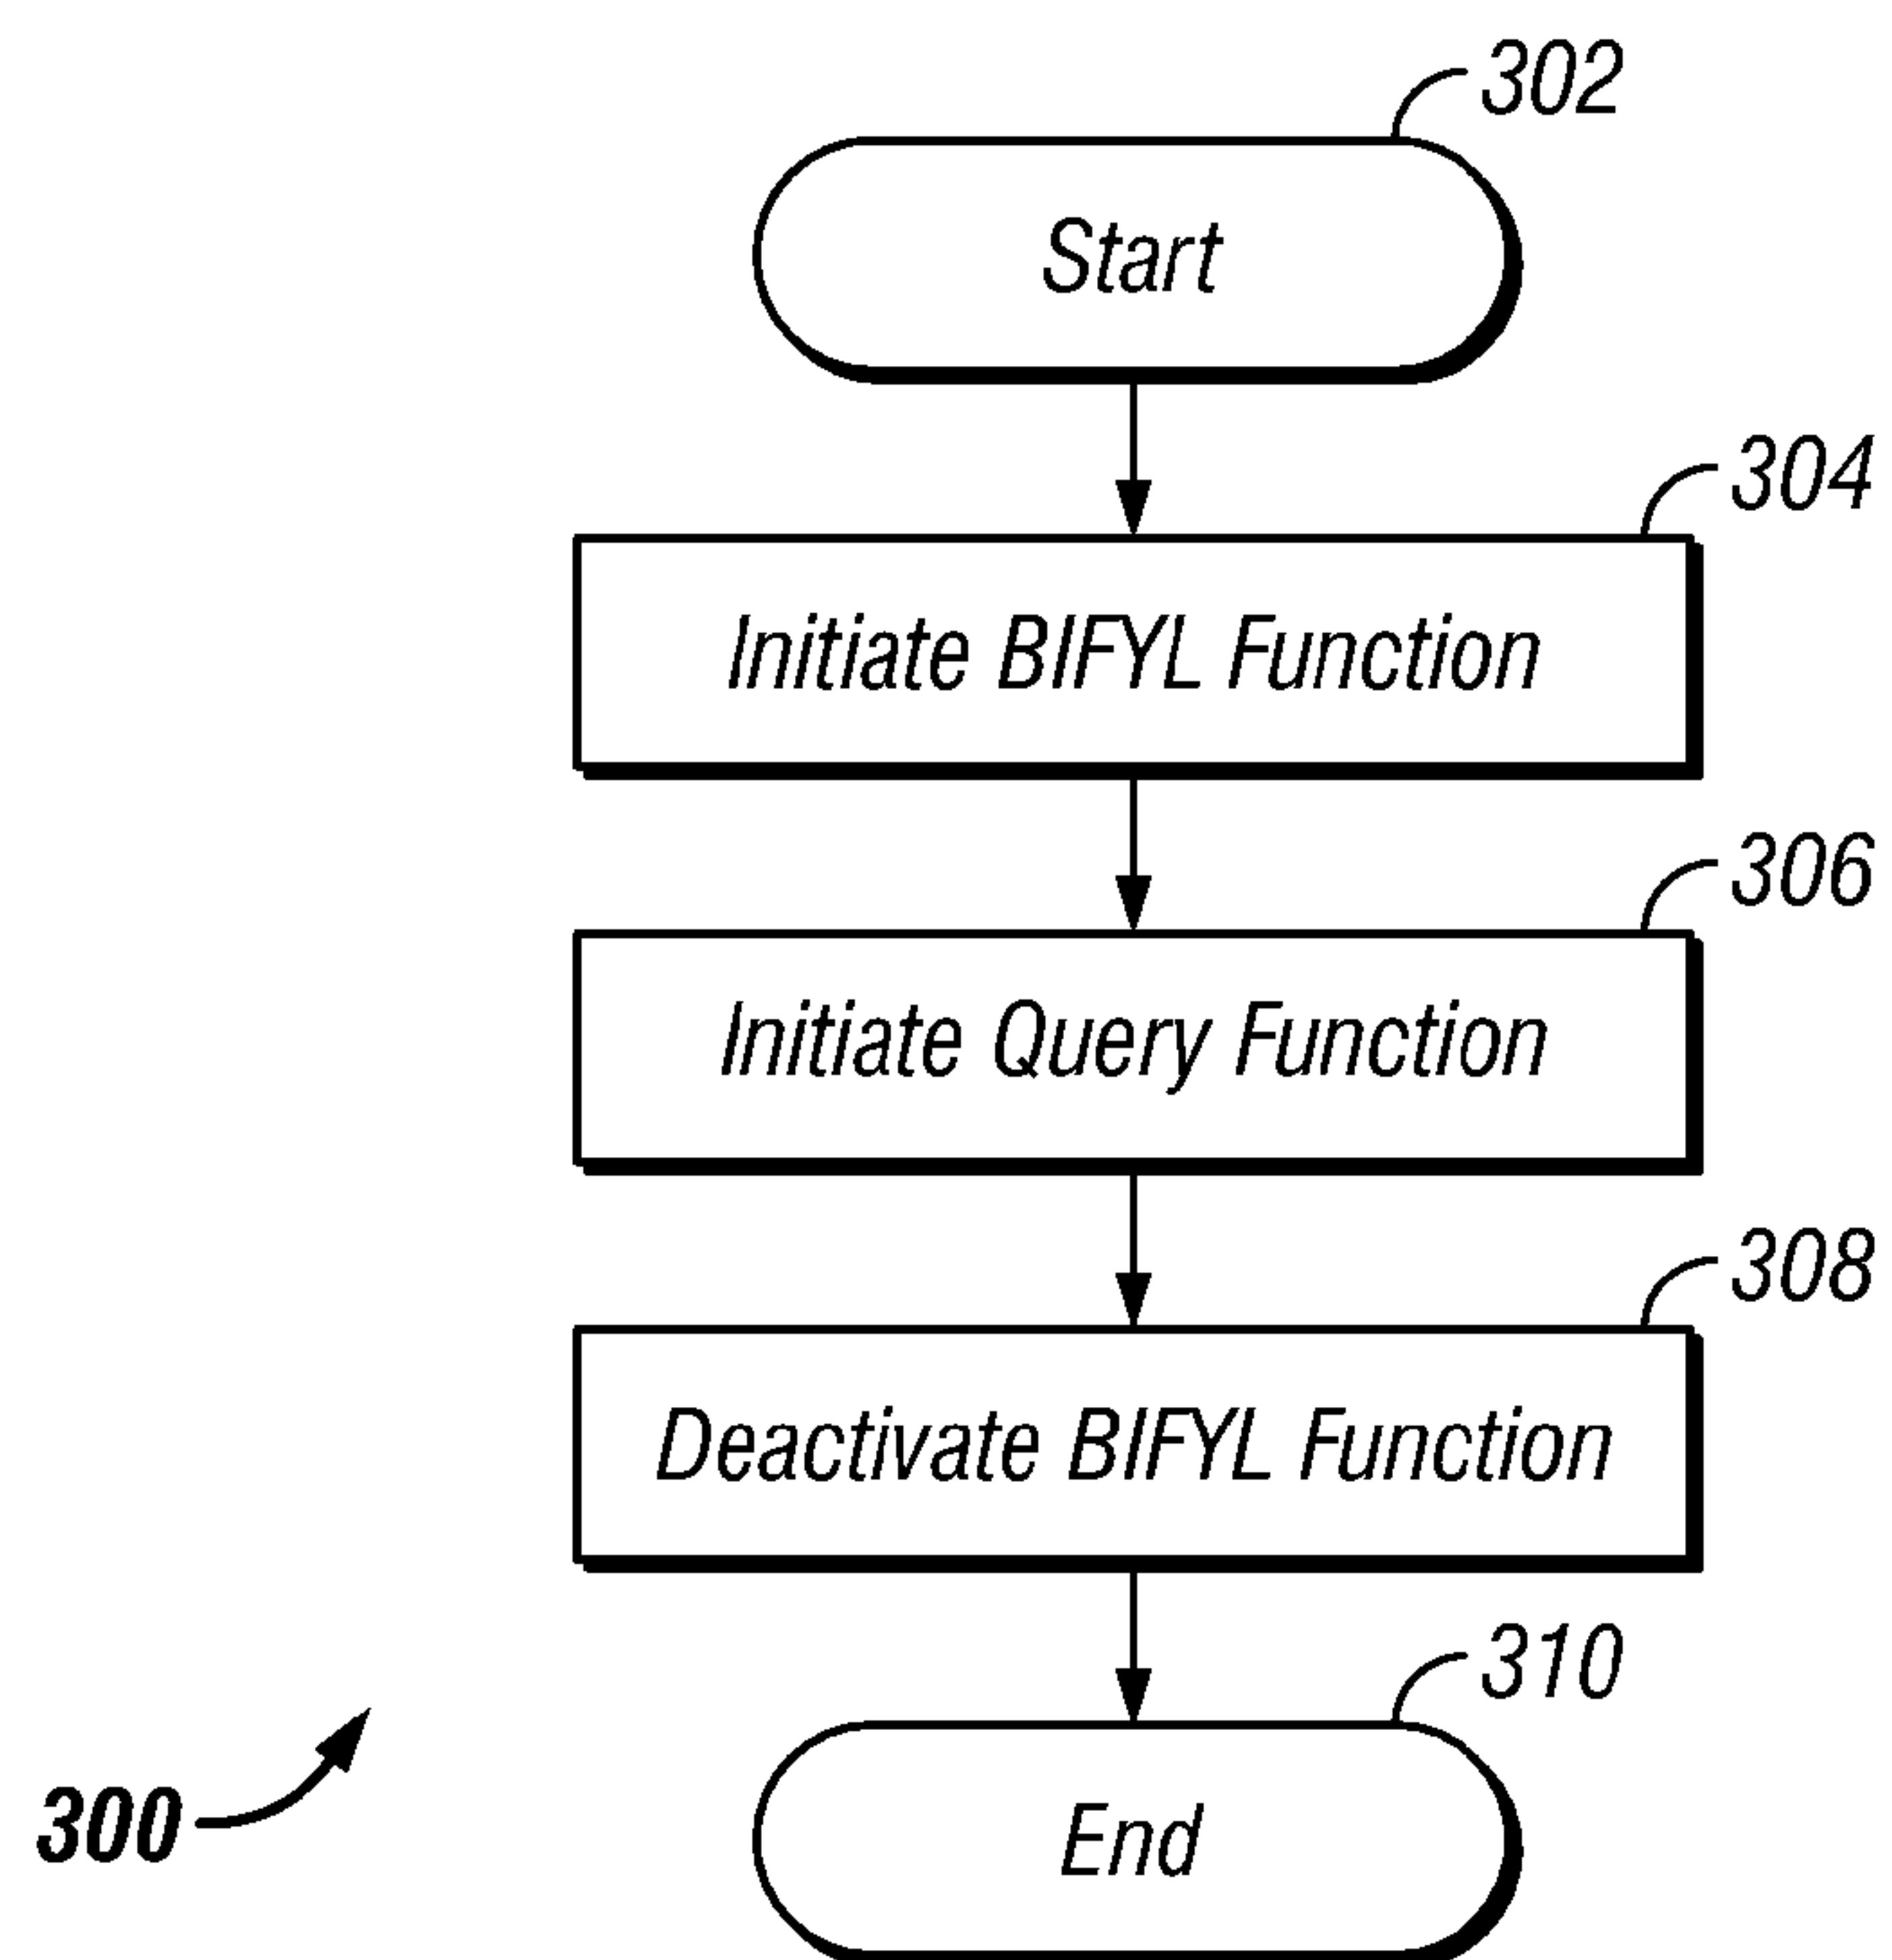 302
Start
304
Initiate BIFYL Function
306
Initiate Query Function
308
Deactivate BIFYL Function
310
300
End